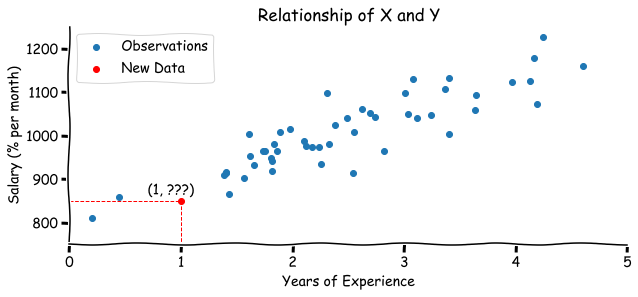 Relationship of X and Y
Observations
New Data
Salary (% per month)
1200
1100
1000
900
800
(1, ???)
0
1
2
3
4
5
Years of Experience